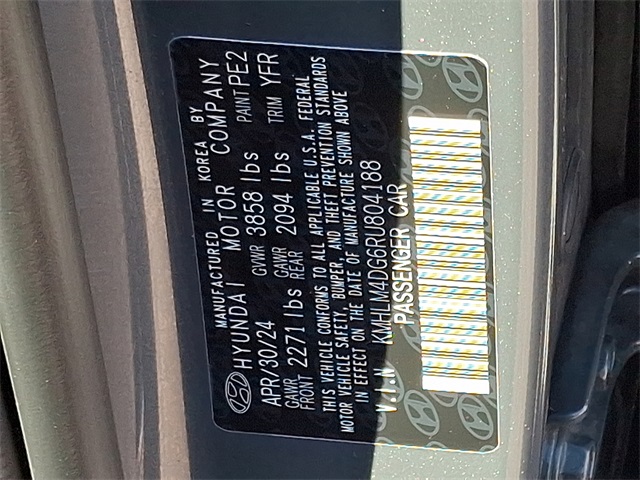 MANUFACTURED IN KOREA BY
HYUNDAI MOTOR COMPANY
APR/30/24 GVWR 3858 lbs PAINT PE2
GAWR FRONT 2271 lbs GAWR REAR 2094 lbs TRIM YFR
THIS VEHICLE CONFORMS TO ALL APPLICABLE U.S.A. FEDERAL
MOTOR VEHICLE SAFETY, BUMPER, AND THEFT PREVENTION STANDARDS
IN EFFECT ON THE DATE OF MANUFACTURE SHOWN ABOVE
V.I.N KMHLM4DG6RU804188
PASSENGER CAR